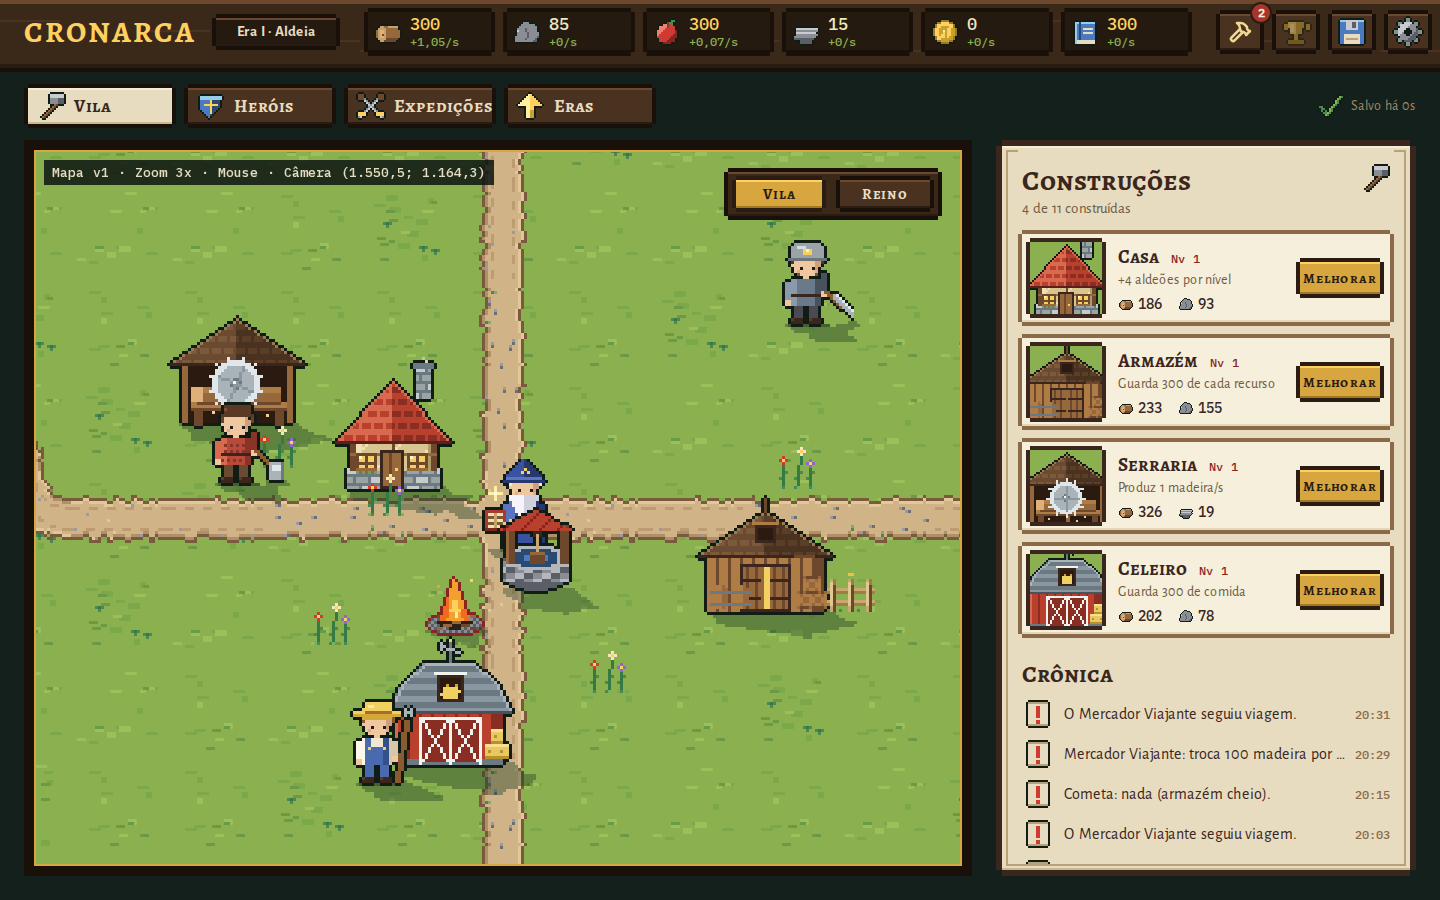 CRONARCA
Era I · Aldeia
300
+1,05/s
85
+0/s
300
+0,07/s
15
+0/s
0
+0/s
300
+0/s
2
Vila
Heróis
Expedições
Eras
Salvo há 0s
Mapa v1 · Zoom 3x · Mouse · Câmera (1.550,5; 1.164,3)
Vila
Reino
Construções
4 de 11 construídas
Casa Nv 1
+4 aldeões por nível
186 93
Melhorar
Armazém Nv 1
Guarda 300 de cada recurso
233 155
Melhorar
Serraria Nv 1
Produz 1 madeira/s
326 19
Melhorar
Celeiro Nv 1
Guarda 300 de comida
202 78
Melhorar
Crônica
O Mercador Viajante seguiu viagem. 20:31
Mercador Viajante: troca 100 madeira por ... 20:29
Cometa: nada (armazém cheio). 20:15
O Mercador Viajante seguiu viagem. 20:03